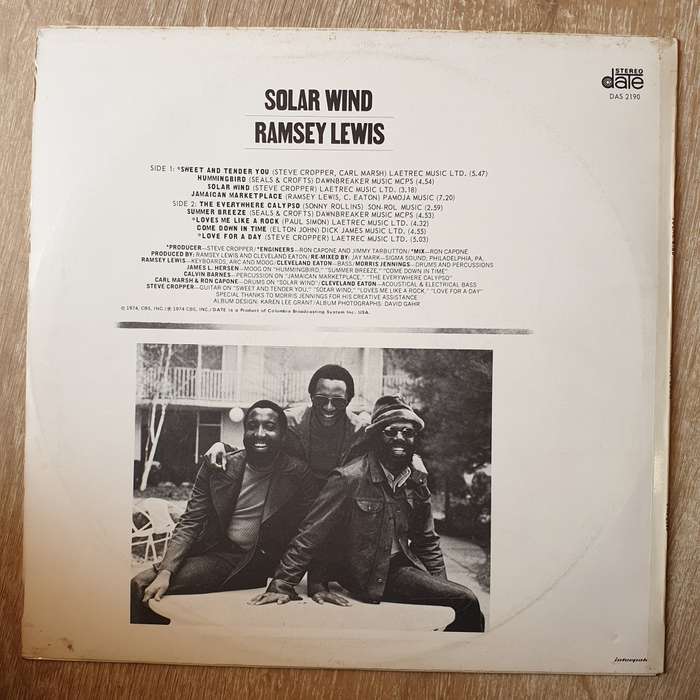 SOLAR WIND
RAMSEY LEWIS
STEREO
date
DAS 2190
SIDE 1: *SWEET AND TENDER YOU (STEVE CROPPER, CARL MARSH) LAETREC MUSIC LTD. (5.47)
HUMMINGBIRD (SEALS & CROFTS) DAWNBREAKER MUSIC MCPS (4.54)
SOLAR WIND (STEVE CROPPER) LAETREC MUSIC LTD. (3.18)
JAMAICAN MARKETPLACE (RAMSEY LEWIS, C. EATON) PAMOJA MUSIC (7.20)
SIDE 2: THE EVERYWHERE CALYPSO (SONNY ROLLINS) SON-ROL MUSIC (2.59)
SUMMER BREEZE (SEALS & CROFTS) DAWNBREAKER MUSIC MCPS (4.53)
*LOVES ME LIKE A ROCK (PAUL SIMON) LAETREC MUSIC LTD. (4.32)
COME DOWN IN TIME (ELTON JOHN) DICK JAMES MUSIC (4.55)
*LOVE FOR A DAY (STEVE CROPPER) LAETREC MUSIC LTD. (5.03)
*PRODUCER—STEVE CROPPER/*ENGINEERS—RON CAPONE AND JIMMY TARBUTTON/*MIX—RON CAPONE
PRODUCED BY: RAMSEY LEWIS AND CLEVELAND EATON/RE-MIXED BY: JAY MARK—SIGMA SOUND, PHILADELPHIA, PA.
RAMSEY LEWIS—KEYBOARDS, ARC AND MOOG/CLEVELAND EATON—BASS/MORRIS JENNINGS—DRUMS AND PERCUSSIONS
JAMES L. HERSEN—MOOG ON "HUMMINGBIRD," "SUMMER BREEZE," "COME DOWN IN TIME"
CALVIN BARNES—PERCUSSION ON "JAMAICAN MARKETPLACE," "THE EVERYWHERE CALYPSO"
CARL MARSH & RON CAPONE—DRUMS ON "SOLAR WIND"/CLEVELAND EATON—ACOUSTICAL & ELECTRICAL BASS
STEVE CROPPER—GUITAR ON "SWEET AND TENDER YOU," "SOLAR WIND," "LOVES ME LIKE A ROCK," "LOVE FOR A DAY"
SPECIAL THANKS TO MORRIS JENNINGS FOR HIS CREATIVE ASSISTANCE
ALBUM DESIGN: KAREN LEE GRANT/ALBUM PHOTOGRAPHS: DAVID GAHR
© 1974, CBS, INC./℗ 1974 CBS, INC./DATE is a Product of Columbia Broadcasting System Inc. USA.
interpak